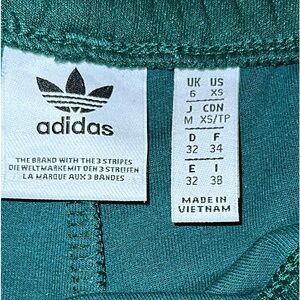 adidas
THE BRAND WITH THE 3 STRIPES
DIE WELTMARKE MIT DEN 3 STREIFEN
LA MARQUE AUX 3 BANDES
UK US
6 XS
J CDN
M XS/TP
D F
32 34
E I
32 38
MADE IN
VIETNAM